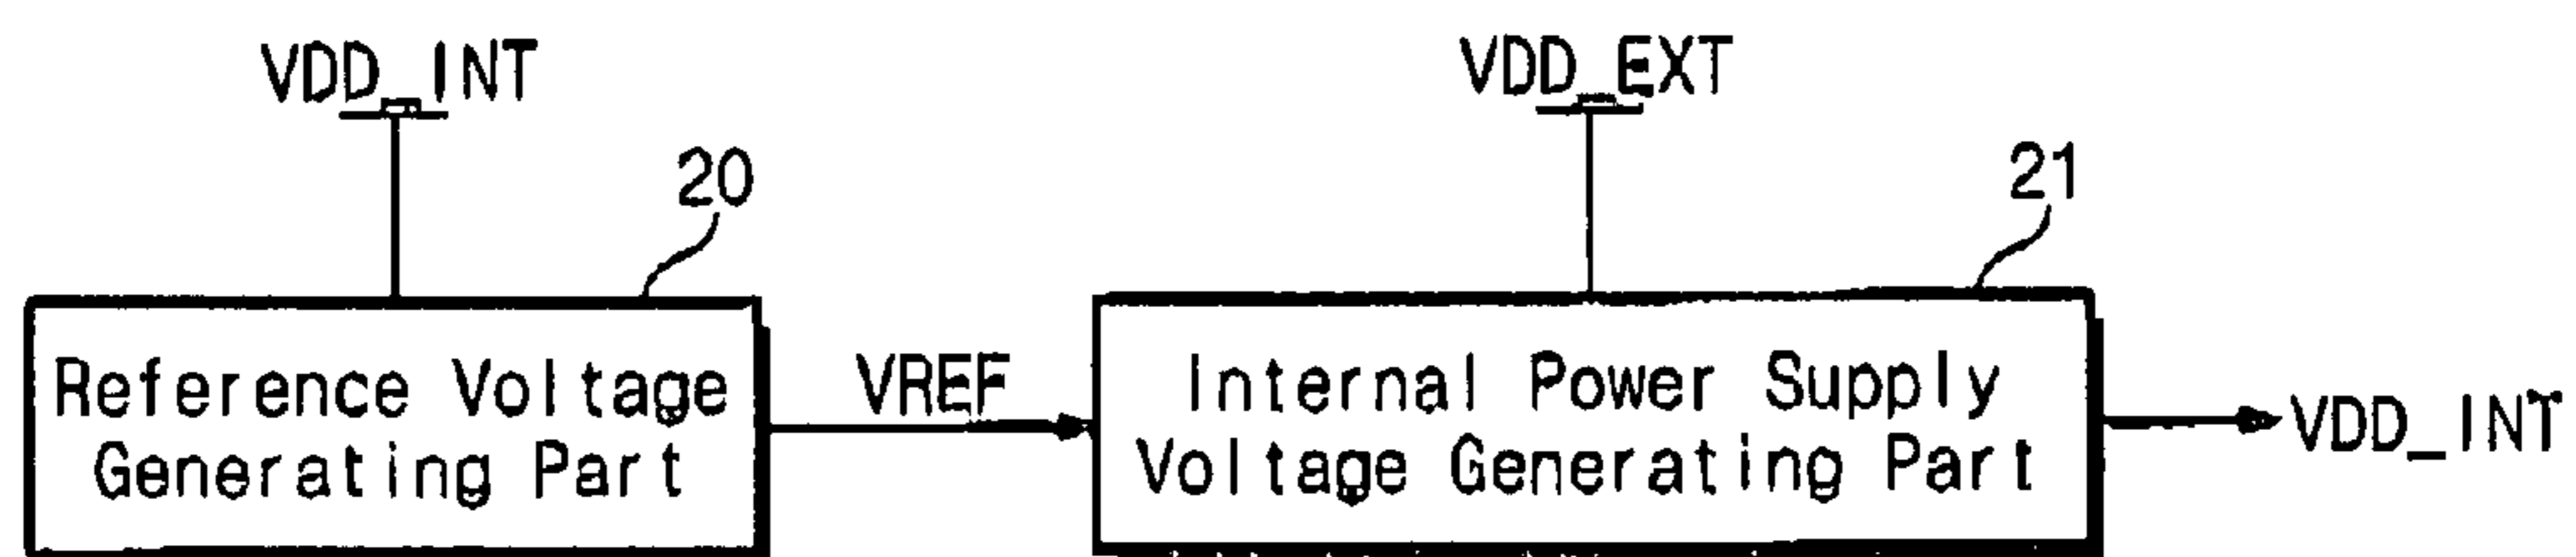 VDD_INT
VDD_EXT
20
21
Reference Voltage
Generating Part
VREF
Internal Power Supply
Voltage Generating Part
VDD_INT